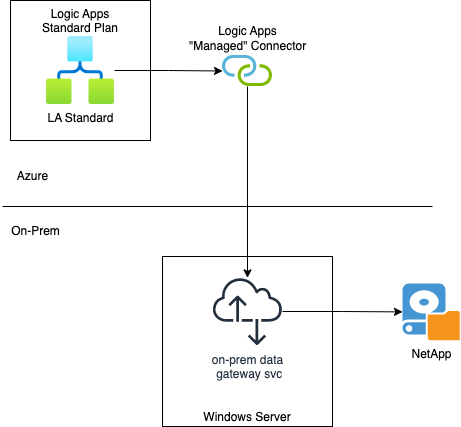 Logic Apps
Standard Plan
LA Standard
Logic Apps
"Managed" Connector
Azure
On-Prem
on-prem data
gateway svc
Windows Server
NetApp